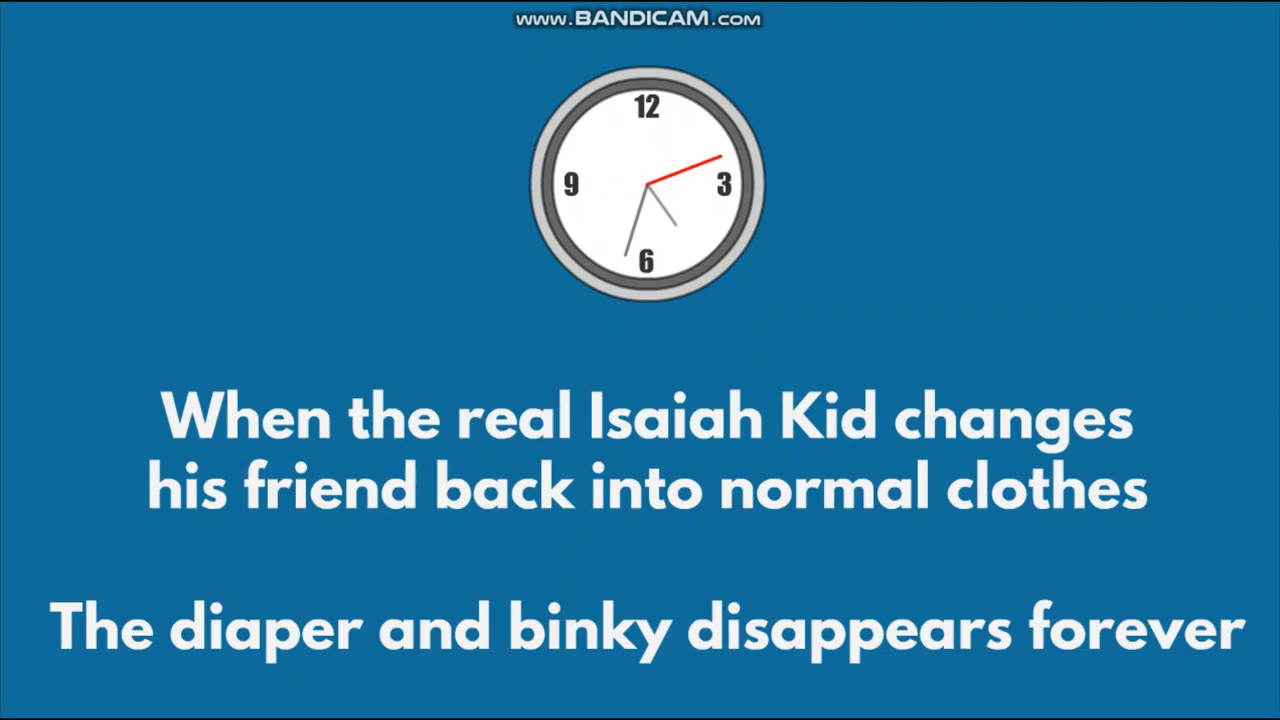 www.BANDICAM.com
12
9
3
6
When the real Isaiah Kid changes
his friend back into normal clothes
The diaper and binky disappears forever